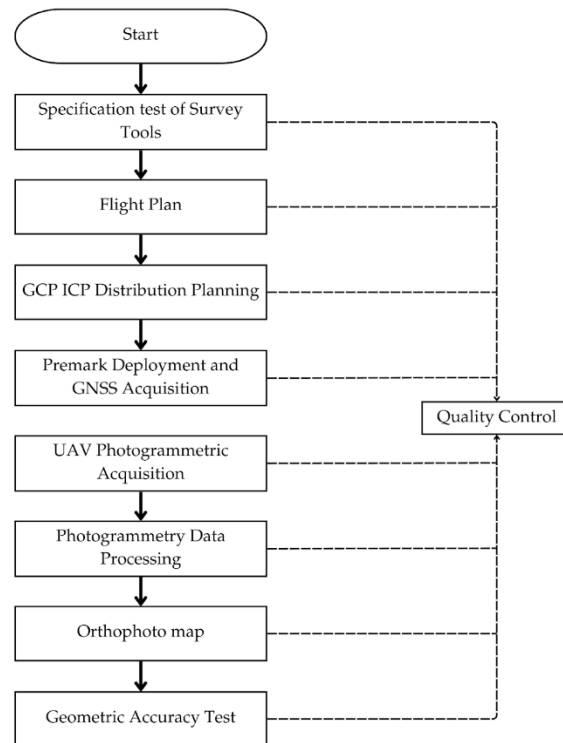 Start
Specification test of Survey
Tools
Flight Plan
GCP ICP Distribution Planning
Premark Deployment and
GNSS Acquisition
Quality Control
UAV Photogrammetric
Acquisition
Photogrammetry Data
Processing
Orthophoto map
Geometric Accuracy Test